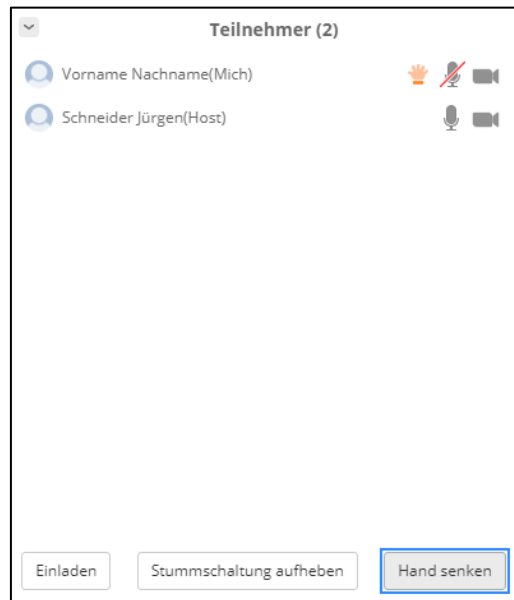 Teilnehmer (2)
Vorname Nachname(Mich)
Schneider Jürgen(Host)
Einladen
Stummschaltung aufheben
Hand senken